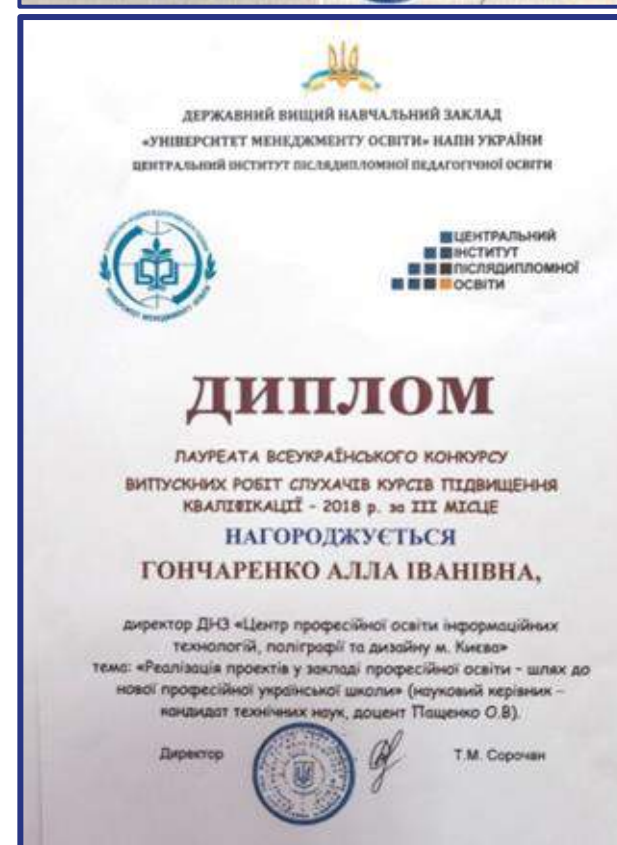 ДЕРЖАВНИЙ ВИЩИЙ НАВЧАЛЬНИЙ ЗАКЛАД
«УНІВЕРСИТЕТ МЕНЕДЖМЕНТУ ОСВІТИ» НАПН УКРАЇНИ
ЦЕНТРАЛЬНИЙ ІНСТИТУТ ПІСЛЯДИПЛОМНОЇ ПЕДАГОГІЧНОЇ ОСВІТИ
ЦЕНТРАЛЬНИЙ
ІНСТИТУТ
ПІСЛЯДИПЛОМНОЇ
ОСВІТИ
ДИПЛОМ
ЛАУРЕАТА ВСЕУКРАЇНСЬКОГО КОНКУРСУ
ВИПУСКНИХ РОБІТ СЛУХАЧІВ КУРСІВ ПІДВИЩЕННЯ
КВАЛІФІКАЦІЇ - 2018 р. за III МІСЦЕ
НАГОРОДЖУЄТЬСЯ
ГОНЧАРЕНКО АЛЛА ІВАНІВНА,
директор ДНЗ «Центр професійної освіти інформаційних
технологій, поліграфії та дизайну м. Києва»
тема: «Реалізація проектів у закладі професійної освіти - шлях до
нової професійної української школи» (науковий керівник –
кандидат технічних наук, доцент Пащенко О.В).
Директор
Т.М. Сорочан